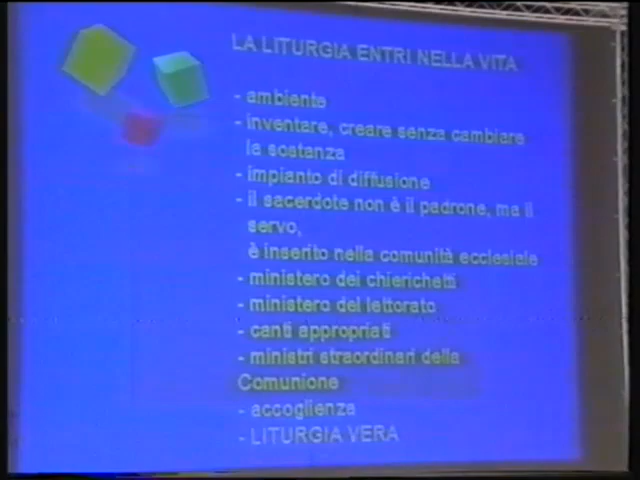 LA LITURGIA ENTRI NELLA VITA
- ambiente
- inventare, creare senza cambiare
la sostanza
- impianto di diffusione
- il sacerdote non è il padrone, ma il
servo,
è inserito nella comunità ecclesiale
- ministero dei chierichetti
- ministero del lettorato
- canti appropriati
- ministri straordinari della
Comunione
- accoglienza
- LITURGIA VERA